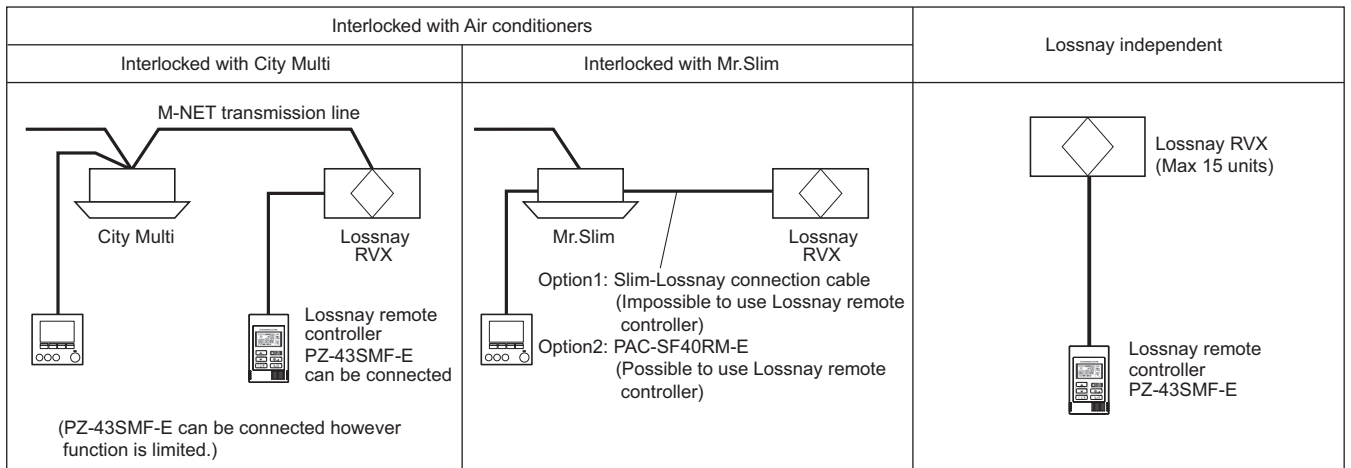 Interlocked with Air conditioners
Lossnay independent
Interlocked with City Multi
Interlocked with Mr.Slim
M-NET transmission line
City Multi
Lossnay
RVX
Lossnay remote
controller
PZ-43SMF-E
can be connected
(PZ-43SMF-E can be connected however
function is limited.)
Mr.Slim
Lossnay
RVX
Option1: Slim-Lossnay connection cable
(Impossible to use Lossnay remote
controller)
Option2: PAC-SF40RM-E
(Possible to use Lossnay remote
controller)
Lossnay RVX
(Max 15 units)
Lossnay remote
controller
PZ-43SMF-E